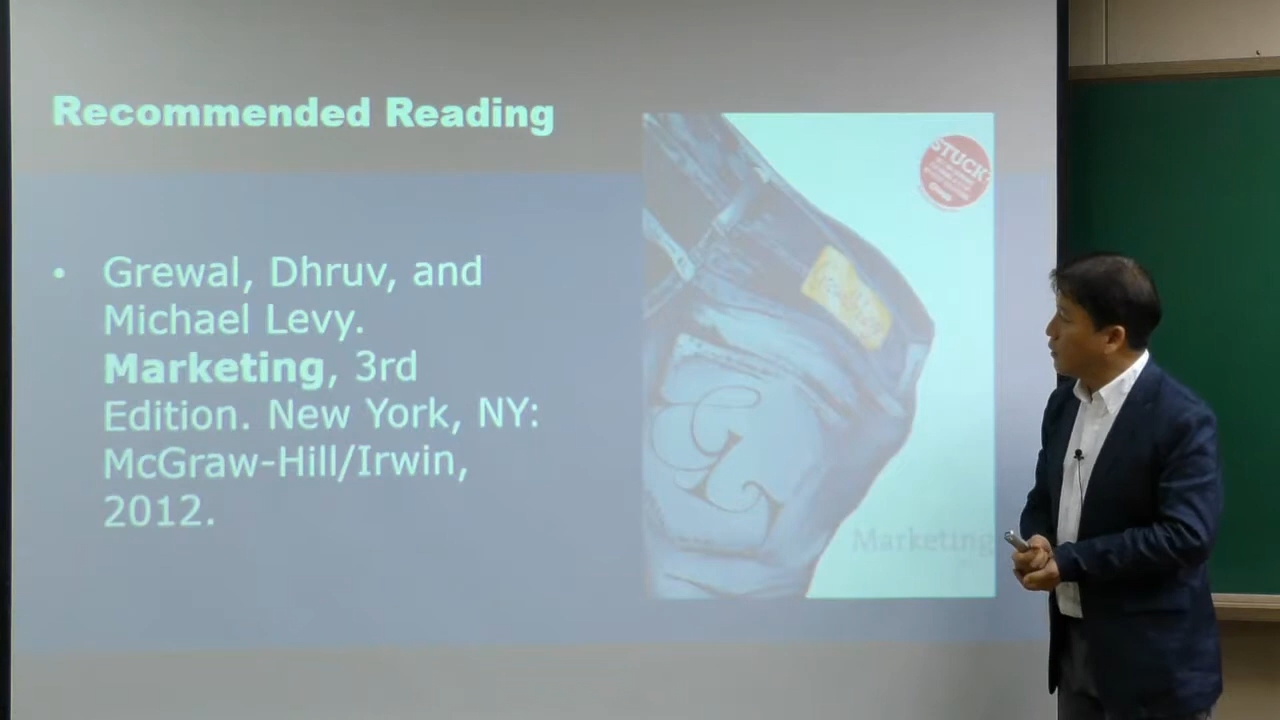 Recommended Reading
• Grewal, Dhruv, and
Michael Levy.
Marketing, 3rd
Edition. New York, NY:
McGraw-Hill/Irwin,
2012.
STUCK?
Marketing